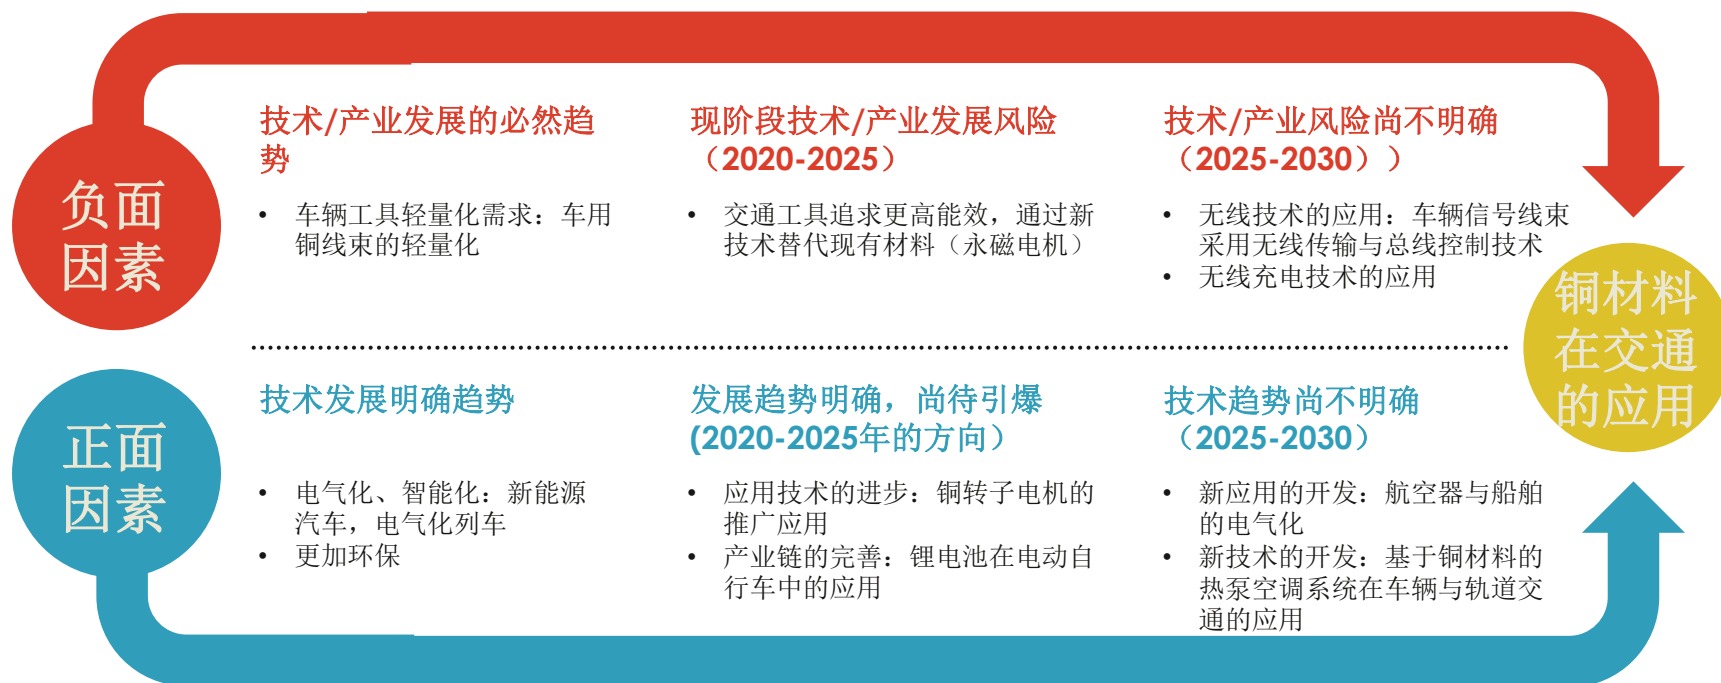 负面
因素
技术/产业发展的必然趋
势
• 车辆工具轻量化需求：车用
铜线束的轻量化
现阶段技术/产业发展风险
（2020-2025）
• 交通工具追求更高能效，通过新
技术替代现有材料（永磁电机）
技术/产业风险尚不明确
（2025-2030））
• 无线技术的应用：车辆信号线束
采用无线传输与总线控制技术
• 无线充电技术的应用
铜材料
在交通
的应用
正面
因素
技术发展明确趋势
• 电气化、智能化：新能源
汽车，电气化列车
• 更加环保
发展趋势明确，尚待引爆
(2020-2025年的方向）
• 应用技术的进步：铜转子电机的
推广应用
• 产业链的完善：锂电池在电动自
行车中的应用
技术趋势尚不明确
（2025-2030）
• 新应用的开发：航空器与船舶
的电气化
• 新技术的开发：基于铜材料的
热泵空调系统在车辆与轨道交
通的应用